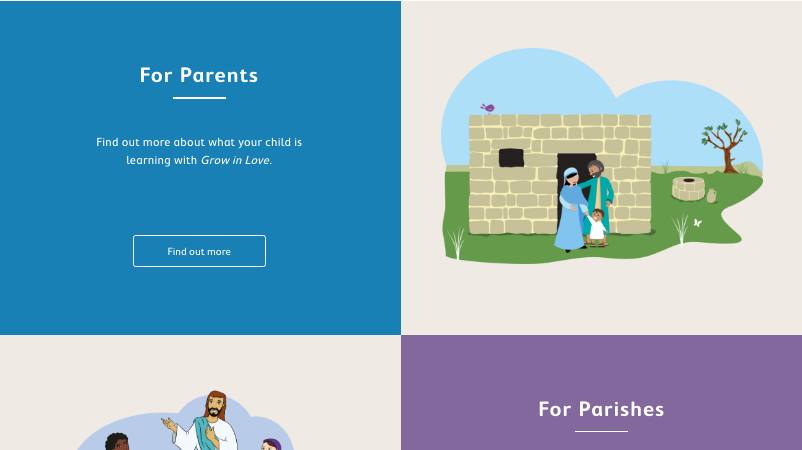 For Parents
Find out more about what your child is
learning with Grow in Love.
Find out more
For Parishes